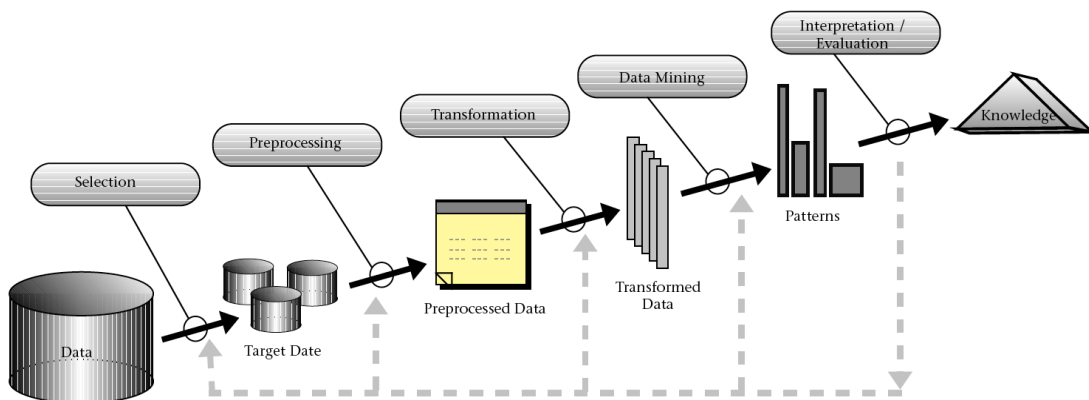 Interpretation /
Evaluation
Data Mining
Transformation
Preprocessing
Selection
Data
Target Date
Preprocessed Data
Transformed
Data
Patterns
Knowledge